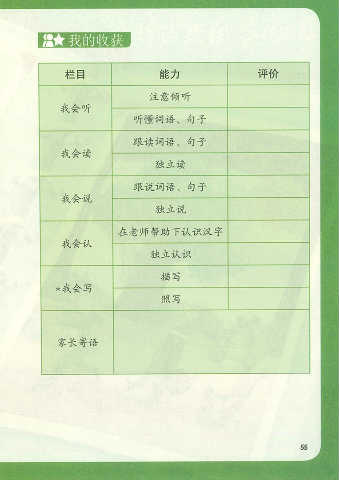 我的收获
栏目 能力 评价
我会听 注意倾听
听懂词语、句子
我会读 跟读词语、句子
独立读
我会说 跟说词语、句子
独立说
我会认 在老师帮助下认识汉字
独立认识
*我会写 描写
照写
家长寄语
55